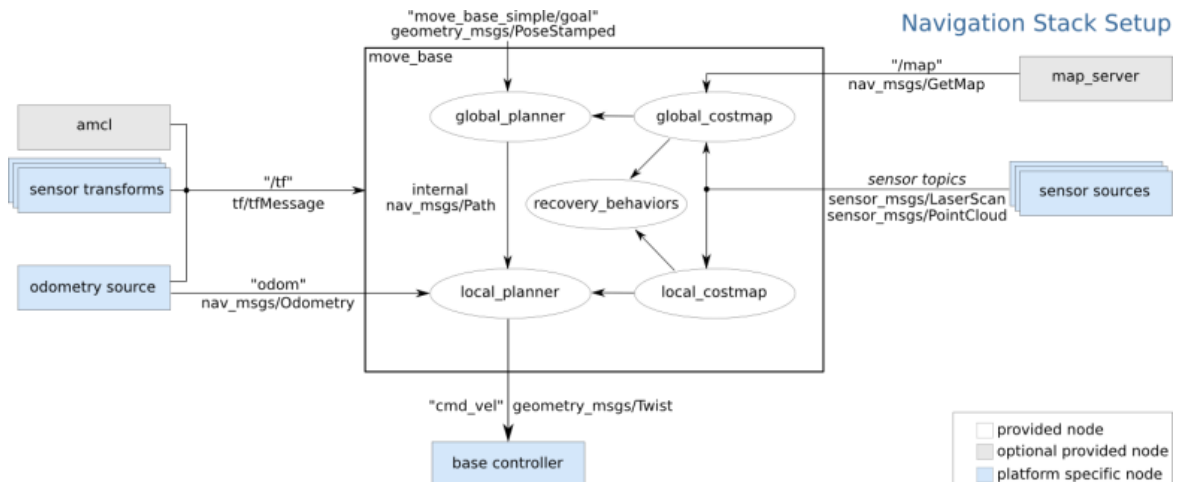 Navigation Stack Setup
"move_base_simple/goal"
geometry_msgs/PoseStamped
move_base
"/map"
nav_msgs/GetMap
map_server
amcl
global_planner
global_costmap
sensor transforms
"/tf"
tf/tfMessage
internal
nav_msgs/Path
recovery_behaviors
sensor topics
sensor_msgs/LaserScan
sensor_msgs/PointCloud
sensor sources
odometry source
"odom"
nav_msgs/Odometry
local_planner
local_costmap
"cmd_vel" geometry_msgs/Twist
base controller
provided node
optional provided node
platform specific node